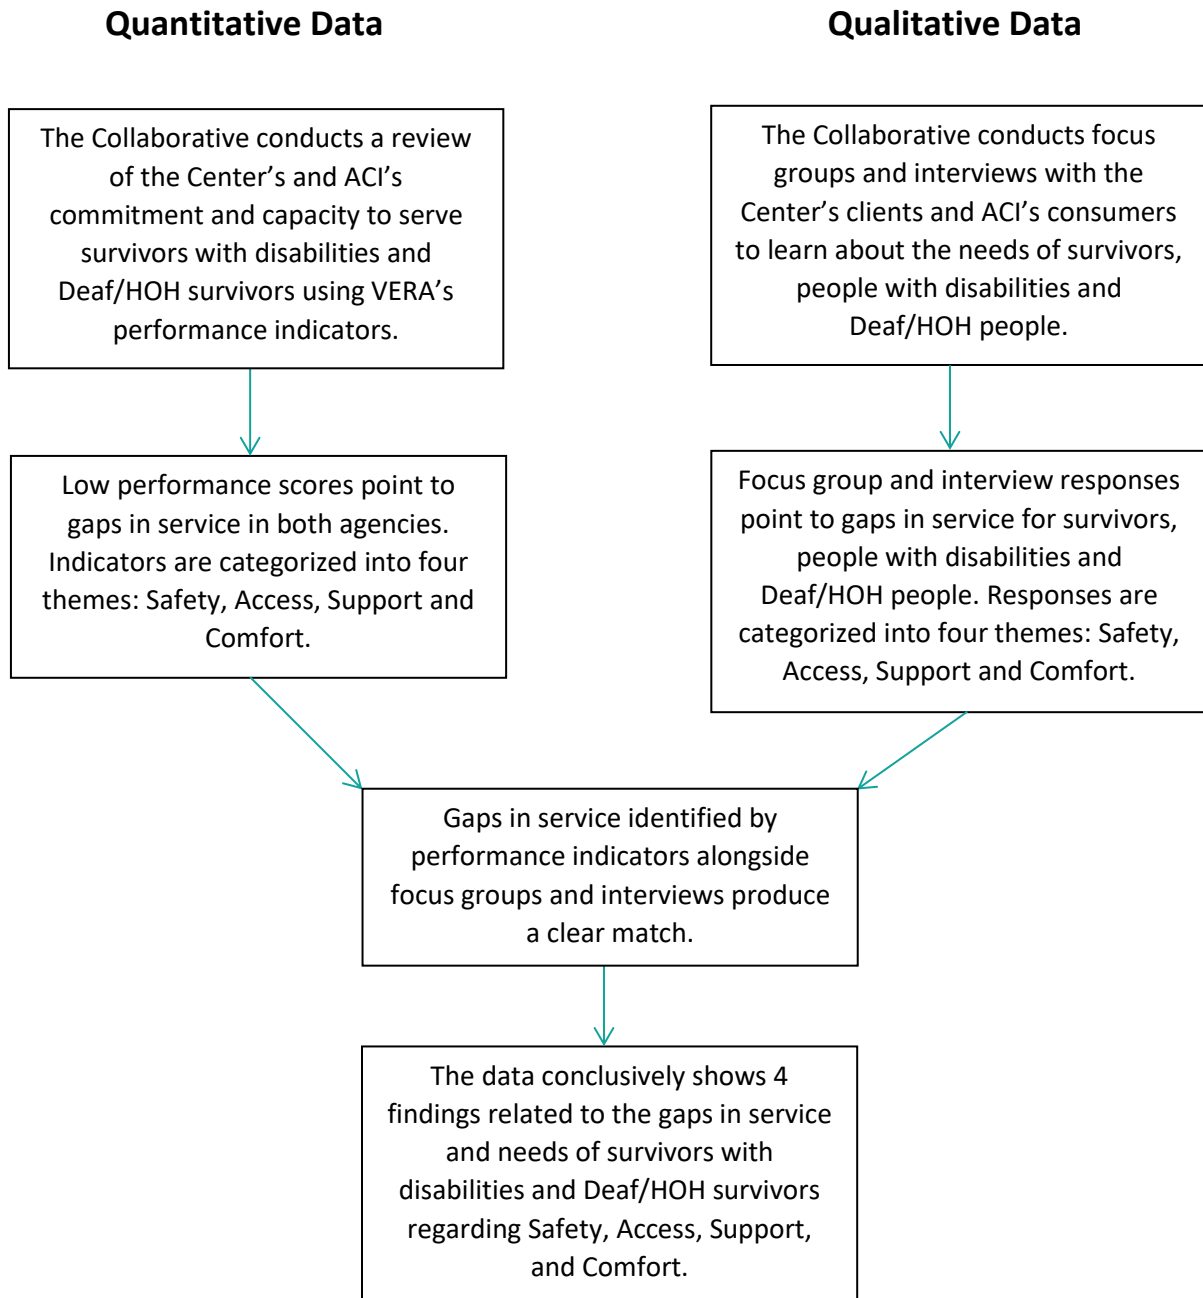 Quantitative Data
Qualitative Data
The Collaborative conducts a review
of the Center’s and ACI’s
commitment and capacity to serve
survivors with disabilities and
Deaf/HOH survivors using VERA’s
performance indicators.
The Collaborative conducts focus
groups and interviews with the
Center’s clients and ACI’s consumers
to learn about the needs of survivors,
people with disabilities and
Deaf/HOH people.
Low performance scores point to
gaps in service in both agencies.
Indicators are categorized into four
themes: Safety, Access, Support and
Comfort.
Focus group and interview responses
point to gaps in service for survivors,
people with disabilities and
Deaf/HOH people. Responses are
categorized into four themes: Safety,
Access, Support and Comfort.
Gaps in service identified by
performance indicators alongside
focus groups and interviews produce
a clear match.
The data conclusively shows 4
findings related to the gaps in service
and needs of survivors with
disabilities and Deaf/HOH survivors
regarding Safety, Access, Support,
and Comfort.